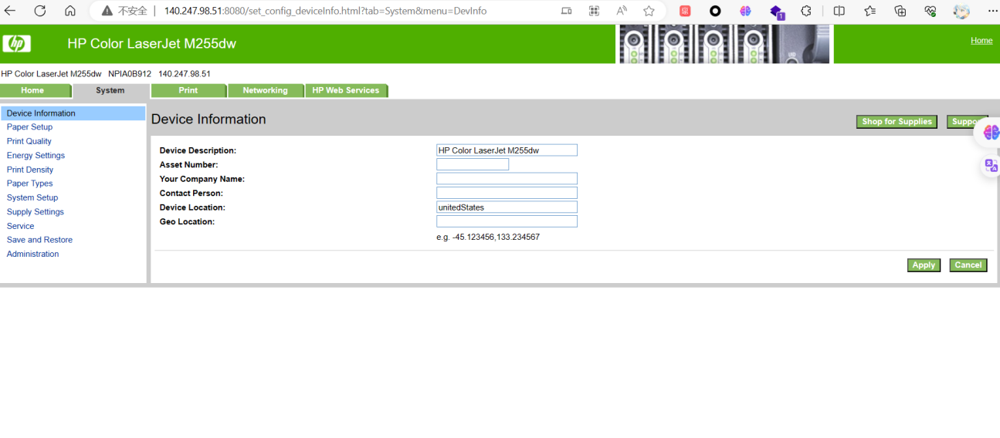 不安全 | 140.247.98.51:8080/set_config_deviceInfo.html?tab=System&menu=DevInfo
1
hp HP Color LaserJet M255dw Home
HP Color LaserJet M255dw NPIA0B912 140.247.98.51
Home System Print Networking HP Web Services
Device Information
Paper Setup
Print Quality
Energy Settings
Print Density
Paper Types
System Setup
Supply Settings
Service
Save and Restore
Administration
Device Information
Shop for Supplies
Device Description: HP Color LaserJet M255dw
Asset Number:
Your Company Name:
Contact Person:
Device Location: unitedStates
Geo Location:
e.g. -45.123456,133.234567
Apply Cancel